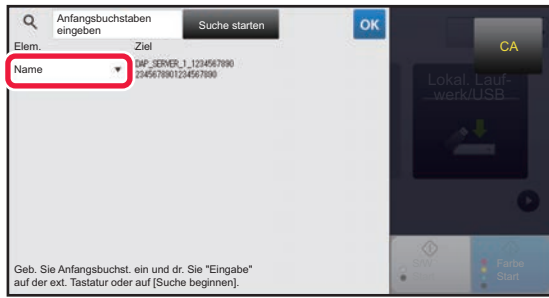 Anfangsbuchstaben
eingeben
Suche starten
OK
CA
Elem.
Ziel
Name
DAP_SERVER_1_1234567890
2345678901234567890
Lokal. Lauf-
werk/USB
Geb. Sie Anfangsbuchst. ein und dr. Sie "Eingabe"
auf der ext. Tastatur oder auf [Suche beginnen].
Farbe
Start